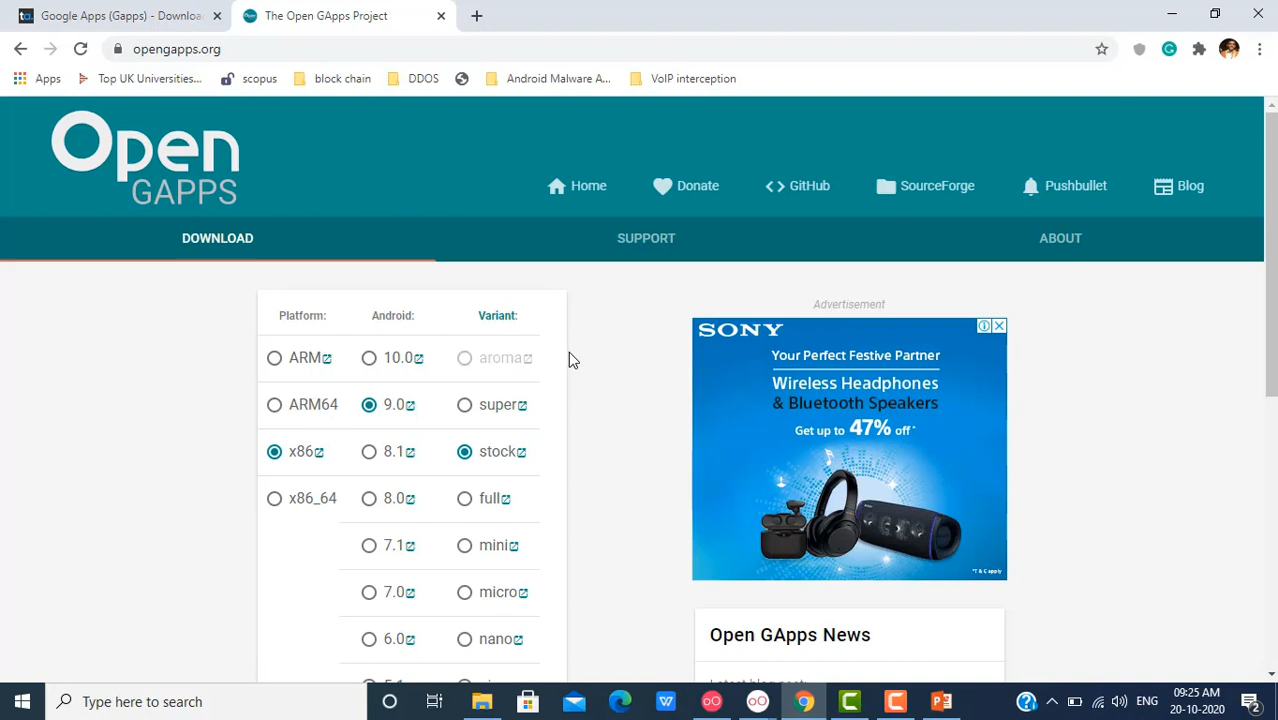 Google Apps (Gapps) - Downloa
The Open GApps Project
opengapps.org
Apps
Top UK Universities...
scopus
block chain
DDOS
Android Malware A...
VoIP interception
Open
GAPPS
Home
Donate
GitHub
SourceForge
Pushbullet
Blog
DOWNLOAD
SUPPORT
ABOUT
Platform: Android: Variant:
ARM 10.0 aroma
ARM64 9.0 super
x86 8.1 stock
x86_64 8.0 full
7.1 mini
7.0 micro
6.0 nano
Advertisement
SONY
Your Perfect Festive Partner
Wireless Headphones
& Bluetooth Speakers
Get up to 47% off*
*T & C apply
Open GApps News
Type here to search
ENG
09:25 AM
20-10-2020
2